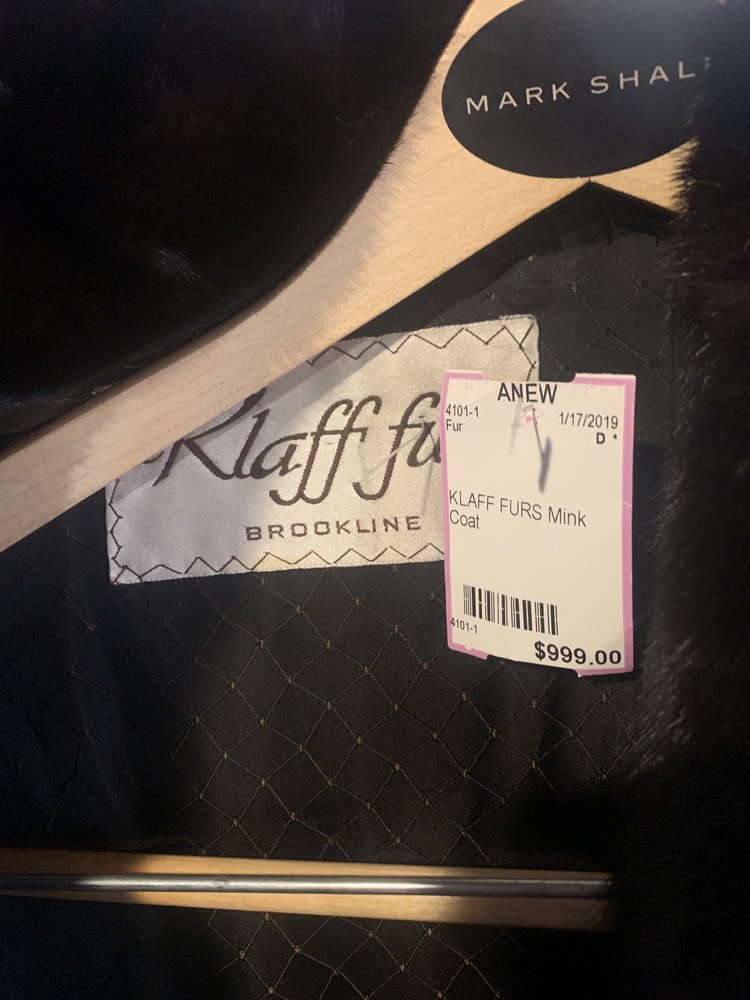 MARK SHAL
Klaff fu
BROOKLINE
ANEW
4101-1 1/17/2019
Fur D *
KLAFF FURS Mink
Coat
4101-1
$999.00